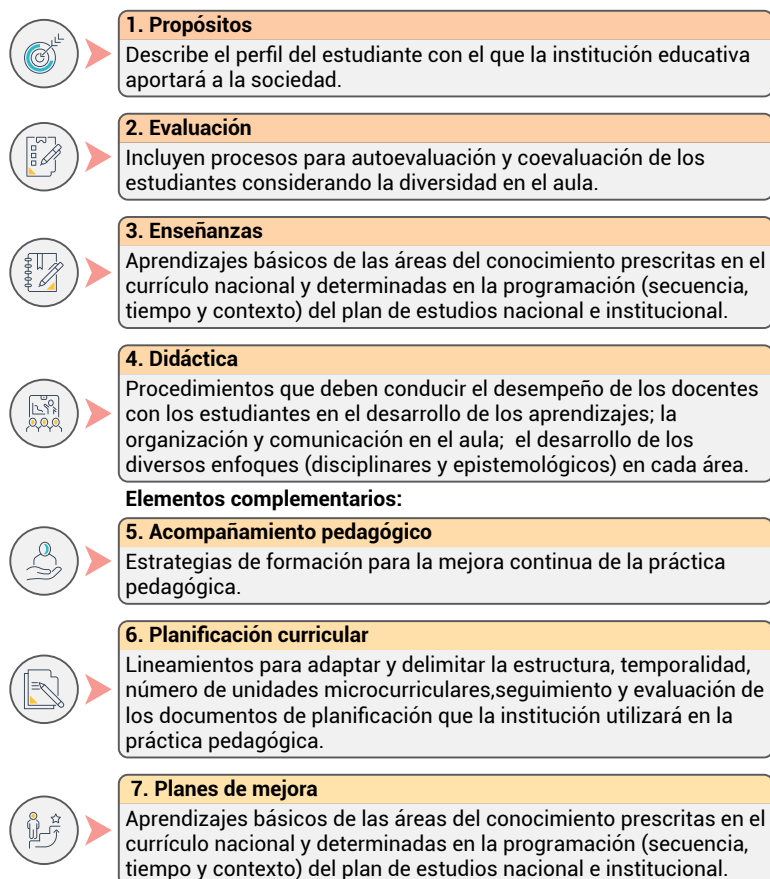 1. Propósitos
Describe el perfil del estudiante con el que la institución educativa
aportará a la sociedad.
2. Evaluación
Incluyen procesos para autoevaluación y coevaluación de los
estudiantes considerando la diversidad en el aula.
3. Enseñanzas
Aprendizajes básicos de las áreas del conocimiento prescritas en el
currículo nacional y determinadas en la programación (secuencia,
tiempo y contexto) del plan de estudios nacional e institucional.
4. Didáctica
Procedimientos que deben conducir el desempeño de los docentes
con los estudiantes en el desarrollo de los aprendizajes; la
organización y comunicación en el aula;  el desarrollo de los
diversos enfoques (disciplinares y epistemológicos) en cada área.
Elementos complementarios:
5. Acompañamiento pedagógico
Estrategias de formación para la mejora continua de la práctica
pedagógica.
6. Planificación curricular
Lineamientos para adaptar y delimitar la estructura, temporalidad,
número de unidades microcurriculares,seguimiento y evaluación de
los documentos de planificación que la institución utilizará en la
práctica pedagógica.
7. Planes de mejora
Aprendizajes básicos de las áreas del conocimiento prescritas en el
currículo nacional y determinadas en la programación (secuencia,
tiempo y contexto) del plan de estudios nacional e institucional.